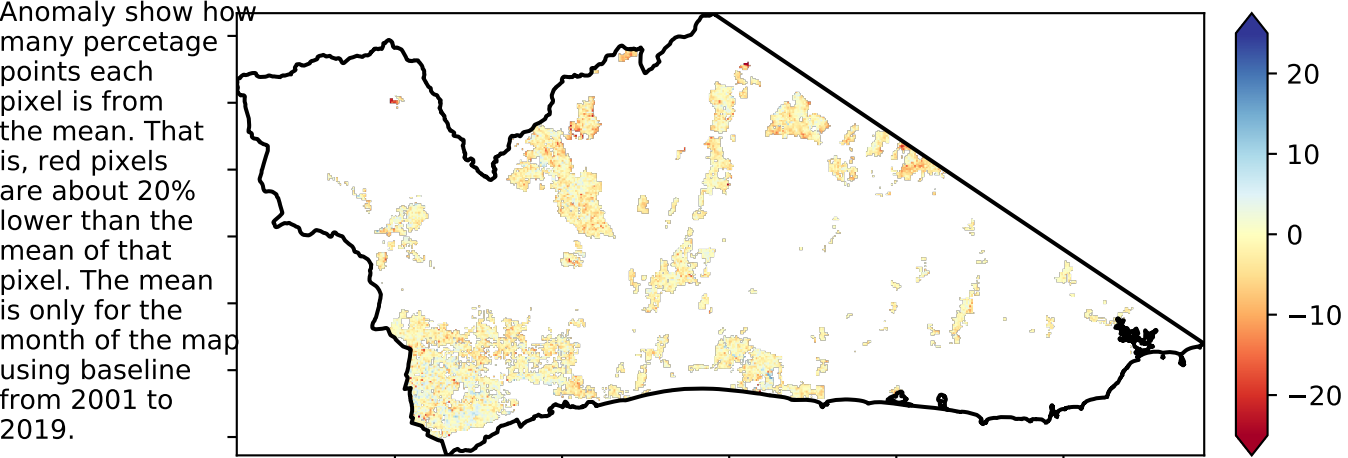 Anomaly show how
many percetage
points each
pixel is from
the mean. That
is, red pixels
are about 20%
lower than the
mean of that
pixel. The mean
is only for the
month of the map
using baseline
from 2001 to
2019.
20
10
0
−10
−20